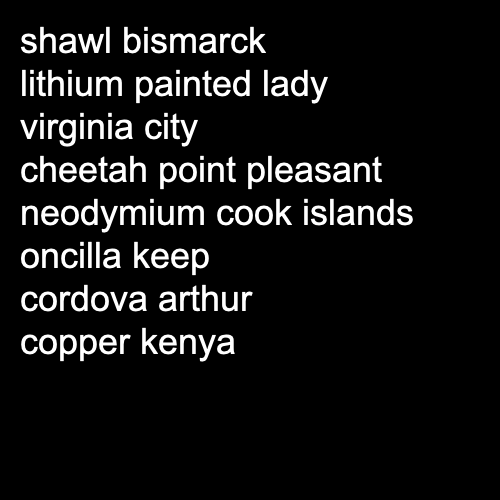 shawl bismarck
lithium painted lady
virginia city
cheetah point pleasant
neodymium cook islands
oncilla keep
cordova arthur
copper kenya